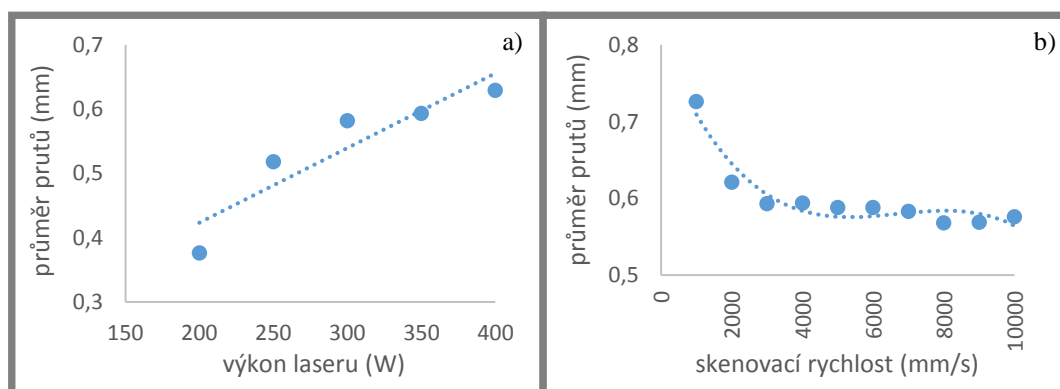 a)
průměr prutů (mm)
0,7
0,6
0,5
0,4
0,3
150 200 250 300 350 400
výkon laseru (W)
b)
průměr prutů (mm)
0,8
0,7
0,6
0,5
0 2000 4000 6000 8000 10000
skenovací rychlost (mm/s)